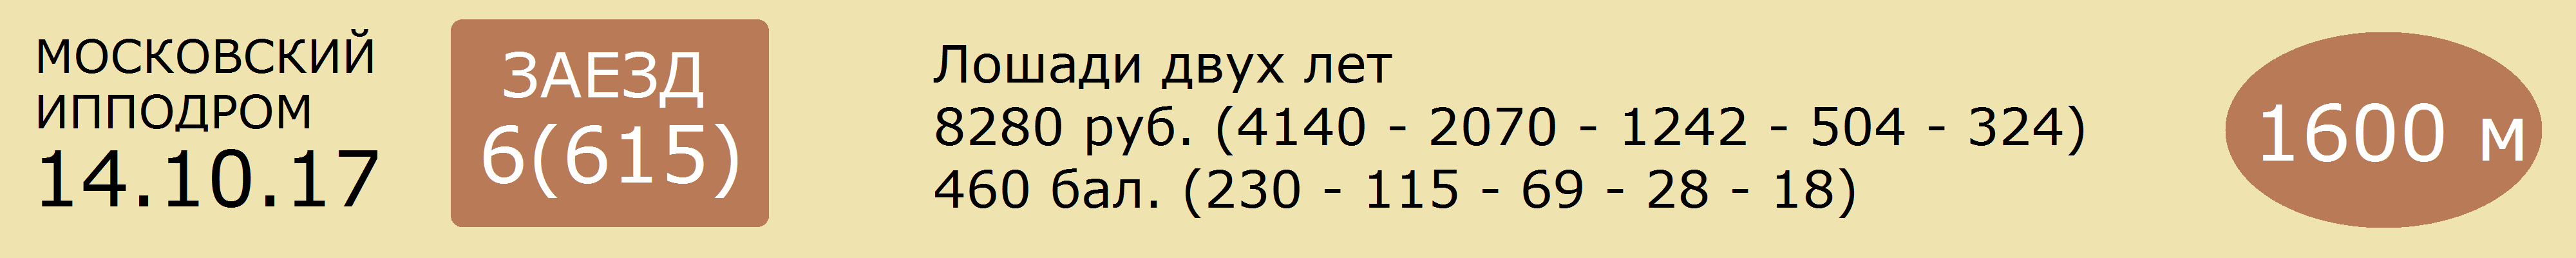 МОСКОВСКИЙ
ИППОДРОМ
14.10.17
ЗАЕЗД
6(615)
Лошади двух лет
8280 руб. (4140 - 2070 - 1242 - 504 - 324)
460 бал. (230 - 115 - 69 - 28 - 18)
1600 м